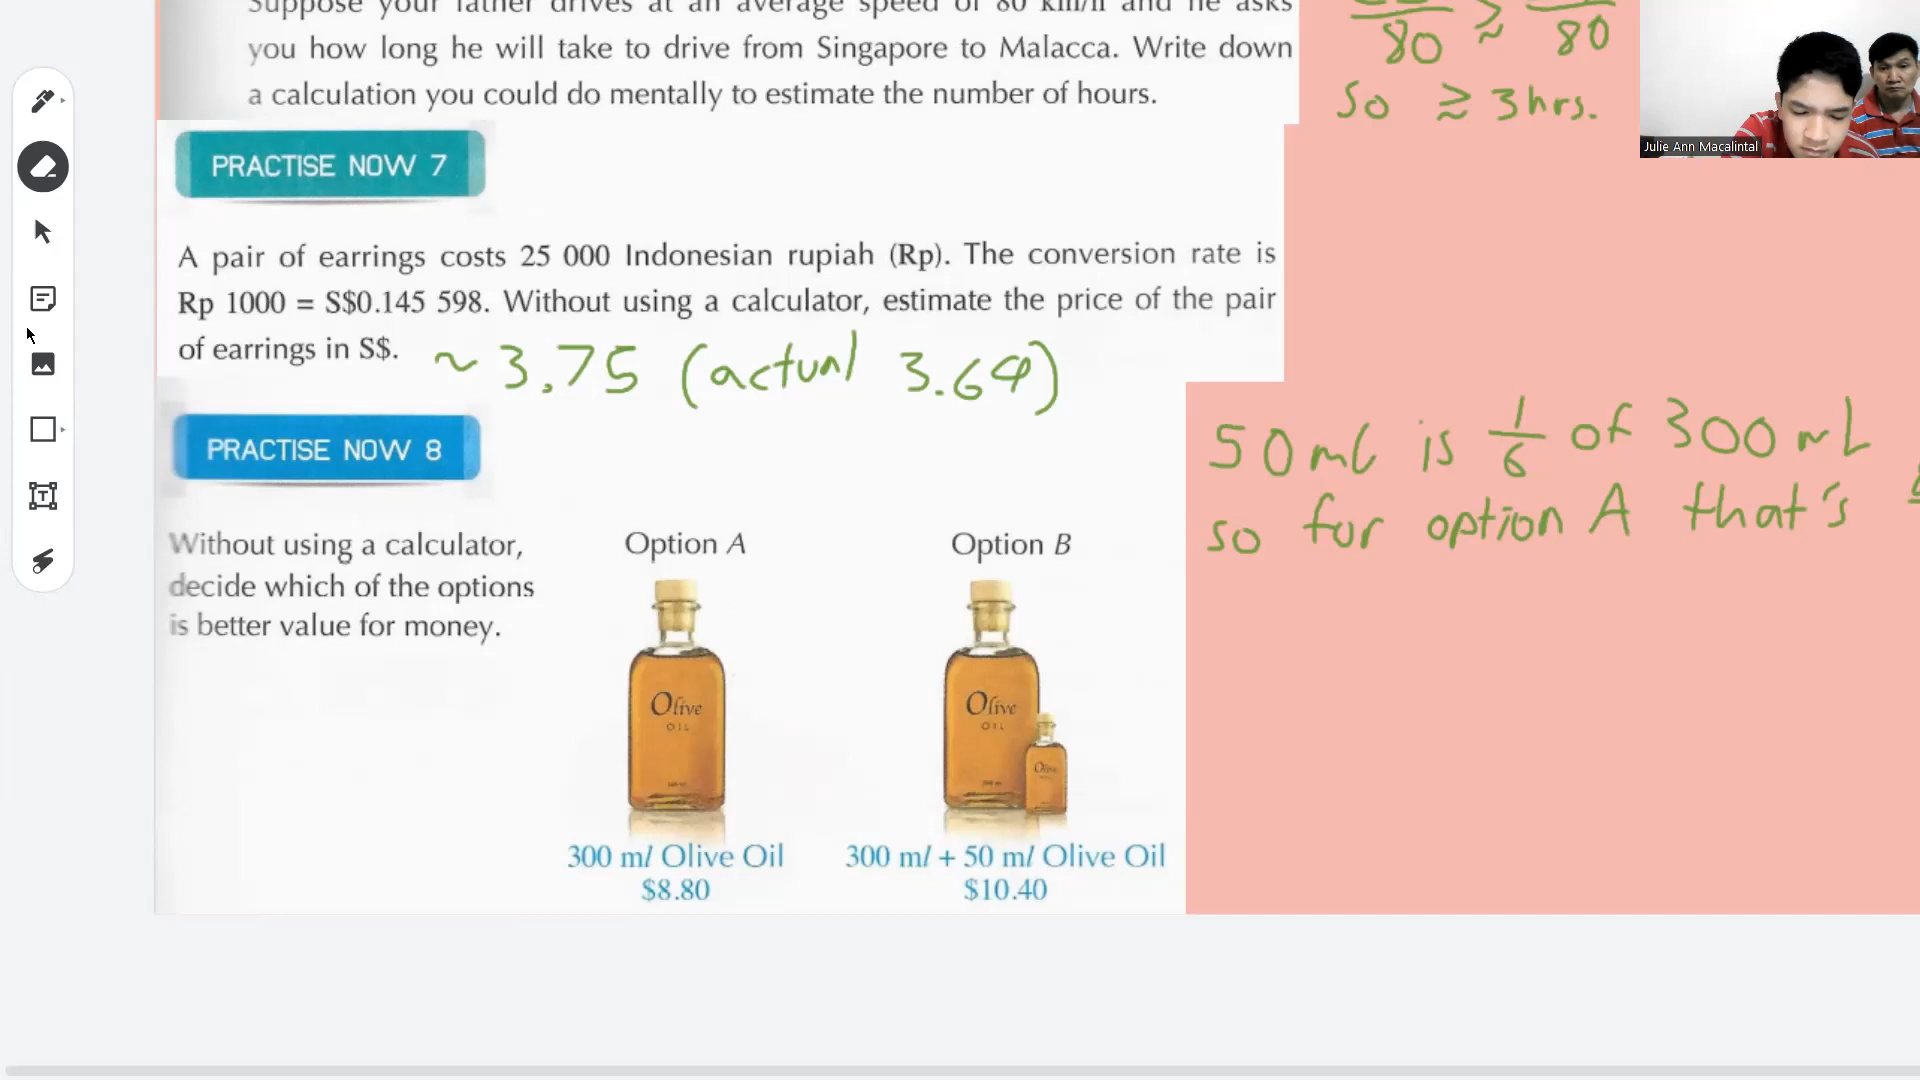 Suppose your father drives at an average speed of 80 km/h and he asks
you how long he will take to drive from Singapore to Malacca. Write down
a calculation you could do mentally to estimate the number of hours.
80 ≈ 80
so ≈ 3 hrs.
Julie Ann Macalintal
PRACTISE NOW 7
A pair of earrings costs 25 000 Indonesian rupiah (Rp). The conversion rate is
Rp 1000 = S$0.145 598. Without using a calculator, estimate the price of the pair
of earrings in S$.
~ 3.75 (actual 3.64)
PRACTISE NOW 8
50 mL is 1/6 of 300 mL
so for option A that's
Without using a calculator,
decide which of the options
is better value for money.
Option A
Option B
Olive
OIL
Olive
OIL
Olive
300 ml Olive Oil
$8.80
300 ml + 50 ml Olive Oil
$10.40
T